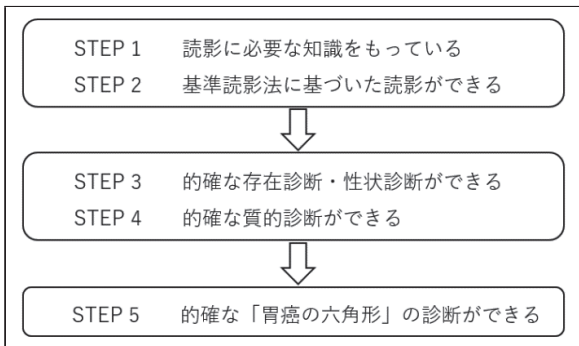 STEP 1 読影に必要な知識をもっている
STEP 2 基準読影法に基づいた読影ができる
STEP 3 的確な存在診断・性状診断ができる
STEP 4 的確な質的診断ができる
STEP 5 的確な「胃癌の六角形」の診断ができる